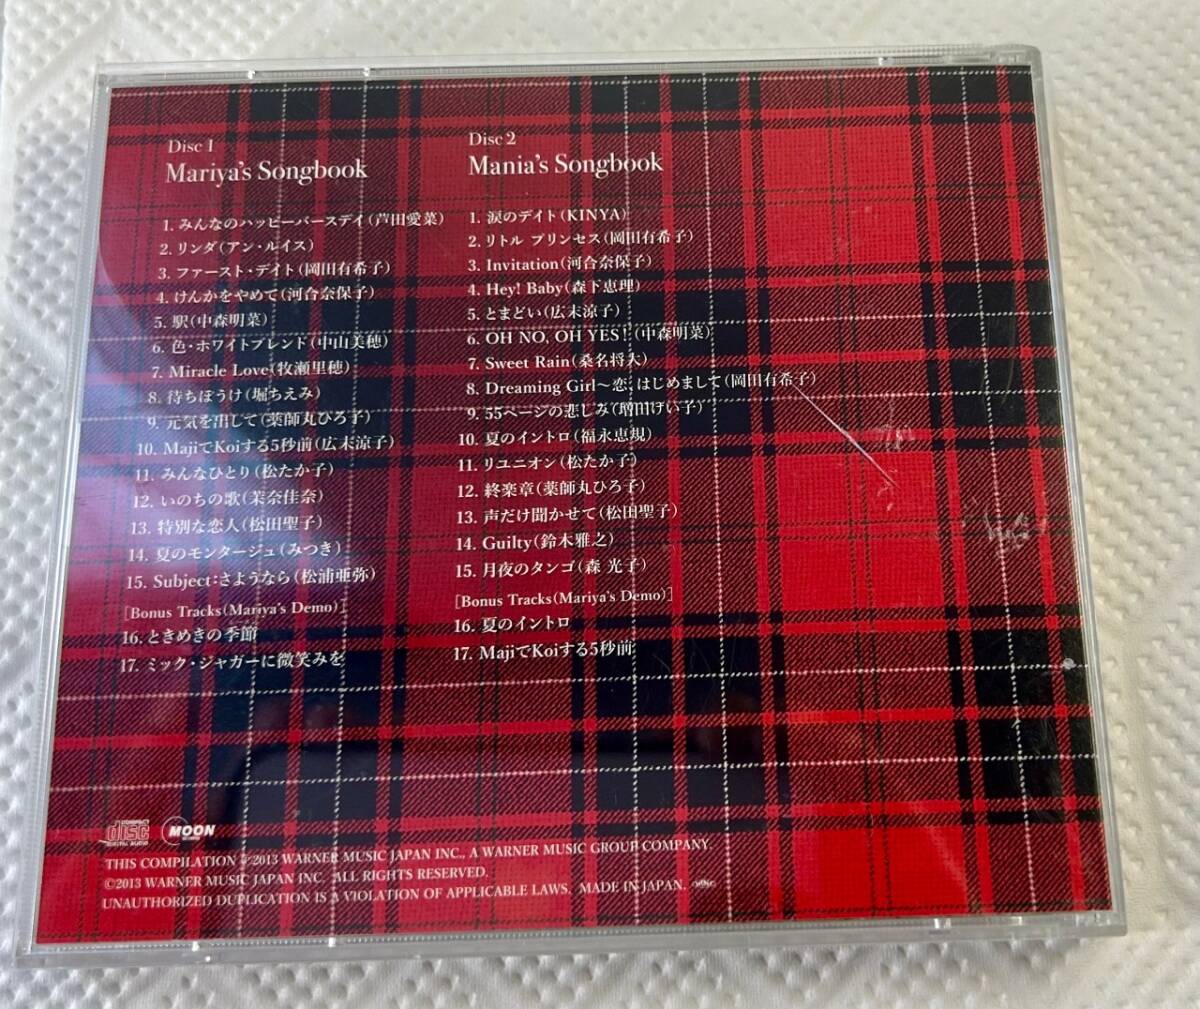 Disc 1
Mariya's Songbook
1. みんなのハッピーバースデイ(芦田愛菜)
2. リンダ(アン・ルイス)
3. ファースト・デイト(岡田有希子)
4. けんかをやめて(河合奈保子)
5. 駅(中森明菜)
6. 色・ホワイトブレンド(中山美穂)
7. Miracle Love(牧瀬里穂)
8. 待ちぼうけ(堀ちえみ)
9. 元気を出して(薬師丸ひろ子)
10. MajiでKoiする5秒前(広末涼子)
11. みんなひとり(松たか子)
12. いのちの歌(茉奈佳奈)
13. 特別な恋人(松田聖子)
14. 夏のモンタージュ(みつき)
15. Subject:さようなら(松浦亜弥)
[Bonus Tracks(Mariya's Demo)]
16. ときめきの季節
17. ミック・ジャガーに微笑みを
Disc 2
Mania's Songbook
1. 涙のデイト(KINYA)
2. リトル プリンセス(岡田有希子)
3. Invitation(河合奈保子)
4. Hey! Baby(森下恵理)
5. とまどい(広末涼子)
6. OH NO, OH YES!(中森明菜)
7. Sweet Rain(桑名将大)
8. Dreaming Girl〜恋、はじめまして(岡田有希子)
9. 55ページの悲しみ(増田けい子)
10. 夏のイントロ(福永恵規)
11. リユニオン(松たか子)
12. 終楽章(薬師丸ひろ子)
13. 声だけ聞かせて(松田聖子)
14. Guilty(鈴木雅之)
15. 月夜のタンゴ(森 光子)
[Bonus Tracks(Mariya's Demo)]
16. 夏のイントロ
17. MajiでKoiする5秒前
COMPACT disc DIGITAL AUDIO
MOON
THIS COMPILATION ℗2013 WARNER MUSIC JAPAN INC., A WARNER MUSIC GROUP COMPANY.
©2013 WARNER MUSIC JAPAN INC. ALL RIGHTS RESERVED.
UNAUTHORIZED DUPLICATION IS A VIOLATION OF APPLICABLE LAWS. MADE IN JAPAN.